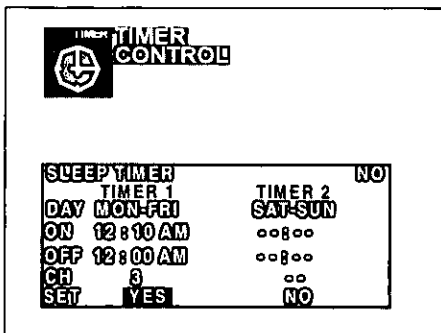 TIMER
TIMER
CONTROL
SLEEP TIMER NO
TIMER 1 TIMER 2
DAY MON-FRI SAT-SUN
ON 12:10 AM --:--
OFF 12:00 AM --:--
CH 3 --
SET YES NO